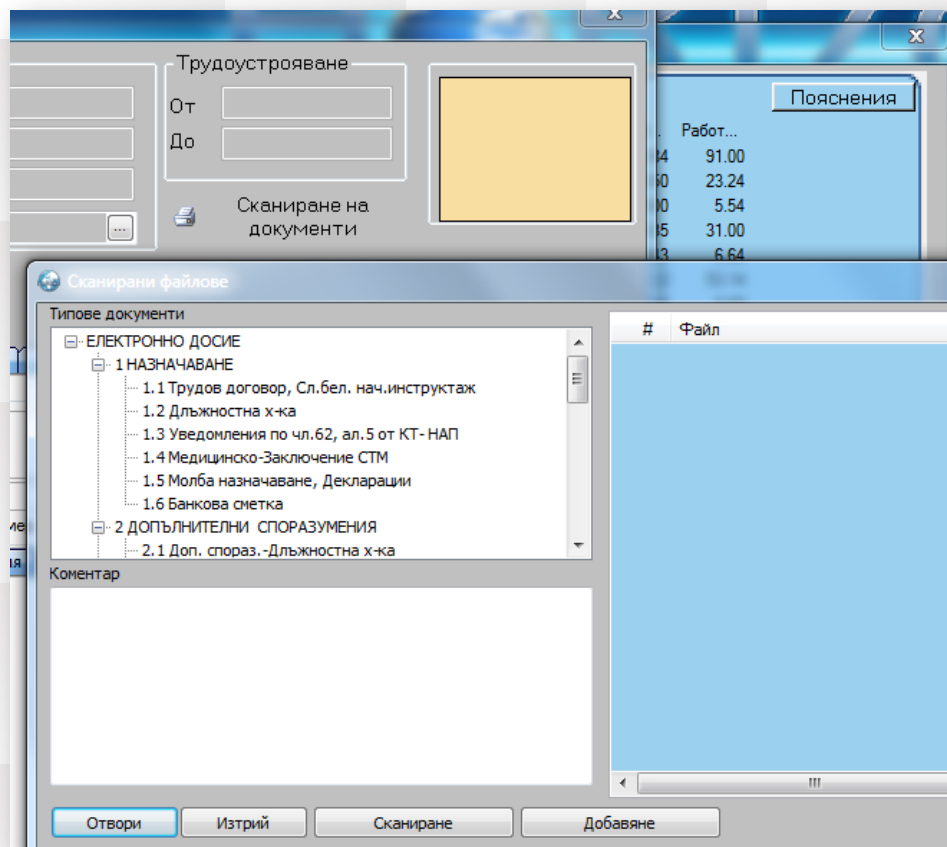 Трудоустрояване
От
До
Сканиране на
документи
...
Пояснения
Работ...
91.00
23.24
5.54
31.00
6.64
Сканирани файлове
Типове документи
ЕЛЕКТРОННО ДОСИЕ
1 НАЗНАЧАВАНЕ
1.1 Трудов договор, Сл.бел. нач.инструктаж
1.2 Длъжностна х-ка
1.3 Уведомления по чл.62, ал.5 от КТ- НАП
1.4 Медицинско-Заключение СТМ
1.5 Молба назначаване, Декларации
1.6 Банкова сметка
2 ДОПЪЛНИТЕЛНИ СПОРАЗУМЕНИЯ
2.1 Доп. спораз.-Длъжностна х-ка
Коментар
# Файл
Отвори Изтрий Сканиране Добавяне